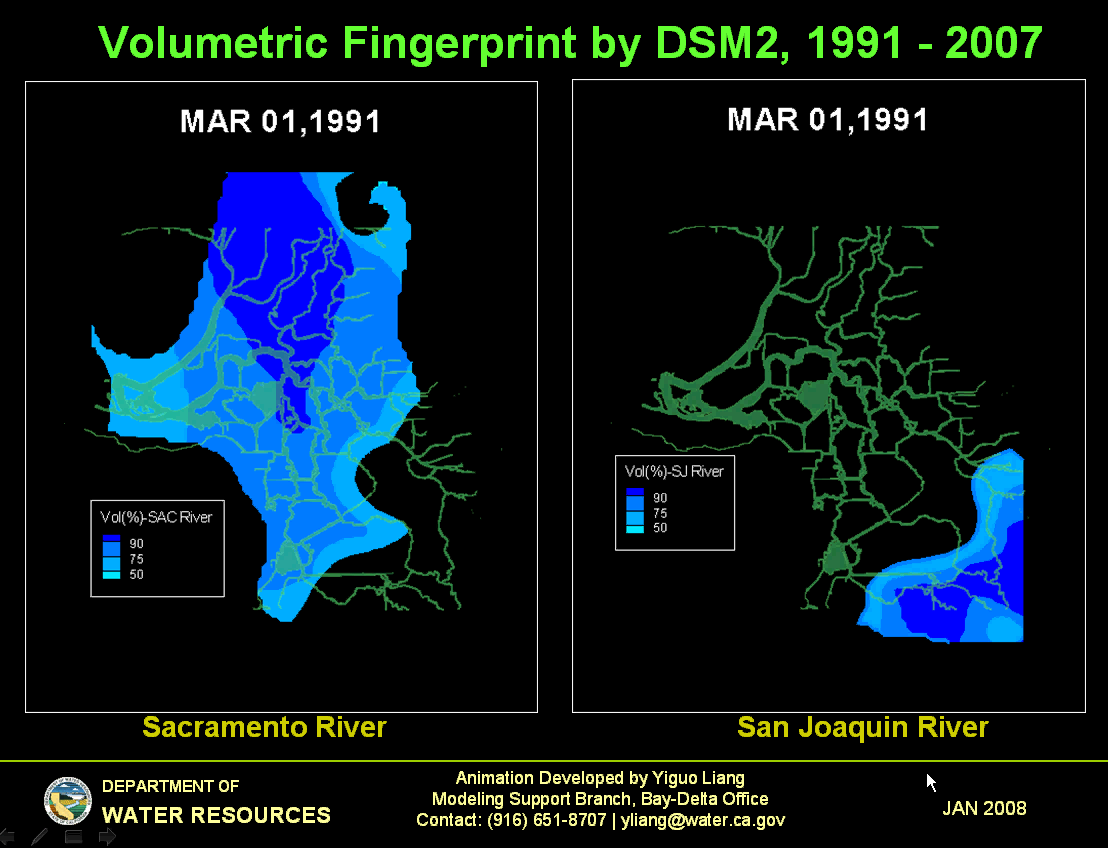 Volumetric Fingerprint by DSM2, 1991 - 2007
MAR 01,1991
Vol(%)-SAC River
90
75
50
Sacramento River
MAR 01,1991
Vol(%)-SJ River
90
75
50
San Joaquin River
DEPARTMENT OF
WATER RESOURCES
Animation Developed by Yiguo Liang
Modeling Support Branch, Bay-Delta Office
Contact: (916) 651-8707 | yliang@water.ca.gov
JAN 2008